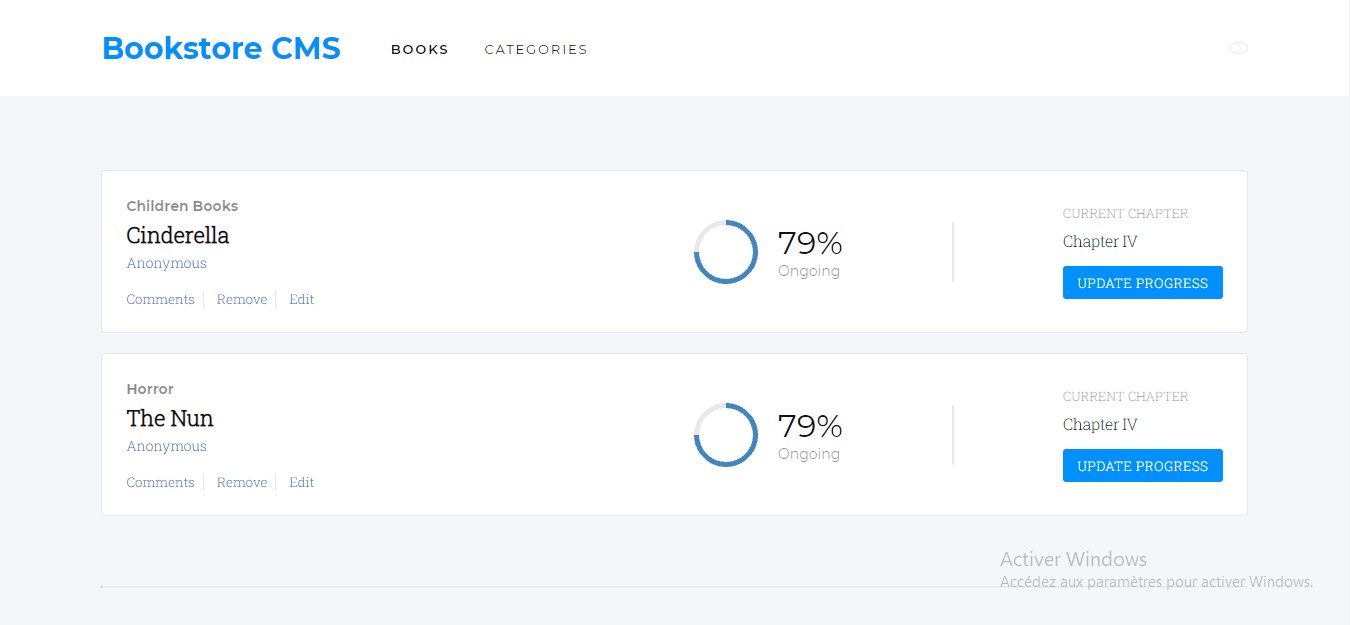 Bookstore CMS BOOKS CATEGORIES
Children Books
Cinderella
Anonymous
Comments Remove Edit
79%
Ongoing
CURRENT CHAPTER
Chapter IV
UPDATE PROGRESS
Horror
The Nun
Anonymous
Comments Remove Edit
79%
Ongoing
CURRENT CHAPTER
Chapter IV
UPDATE PROGRESS
Activer Windows
Accédez aux paramètres pour activer Windows.